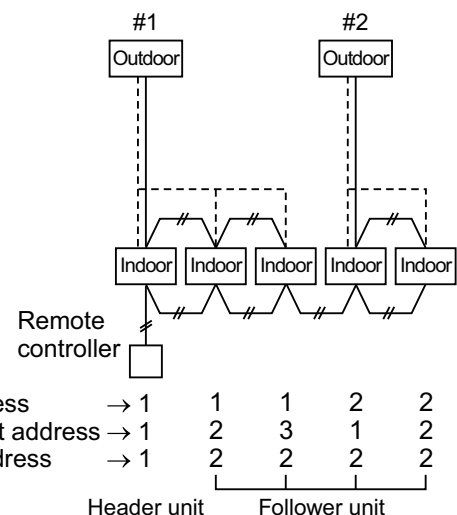 #1 #2
Outdoor Outdoor
Indoor Indoor Indoor Indoor Indoor
Remote
controller
→ 1 1 1 2 2
address → 1 2 3 1 2
→ 1 2 2 2 2
Header unit Follower unit